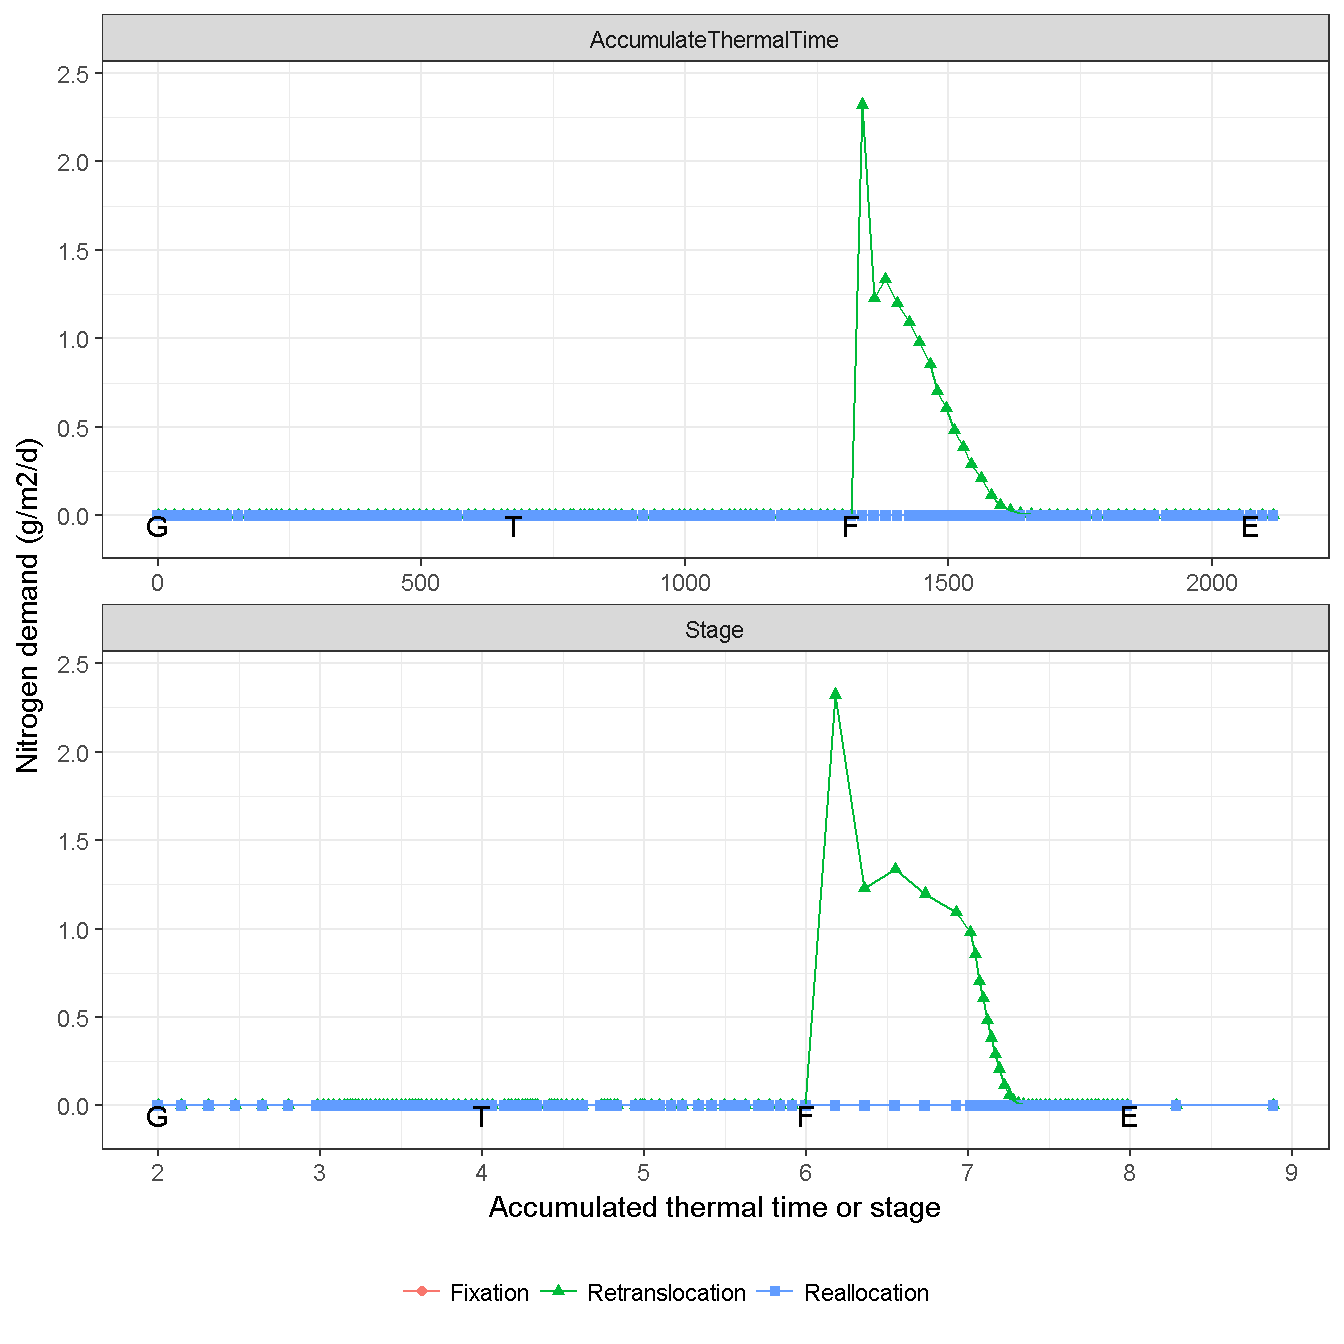 AccumulateThermalTime
2.5
2.0
1.5
1.0
0.5
0.0
G T F E
0 500 1000 1500 2000
Nitrogen demand (g/m2/d)
Stage
2.5
2.0
1.5
1.0
0.5
0.0
G T F E
2 3 4 5 6 7 8 9
Accumulated thermal time or stage
Fixation Retranslocation Reallocation